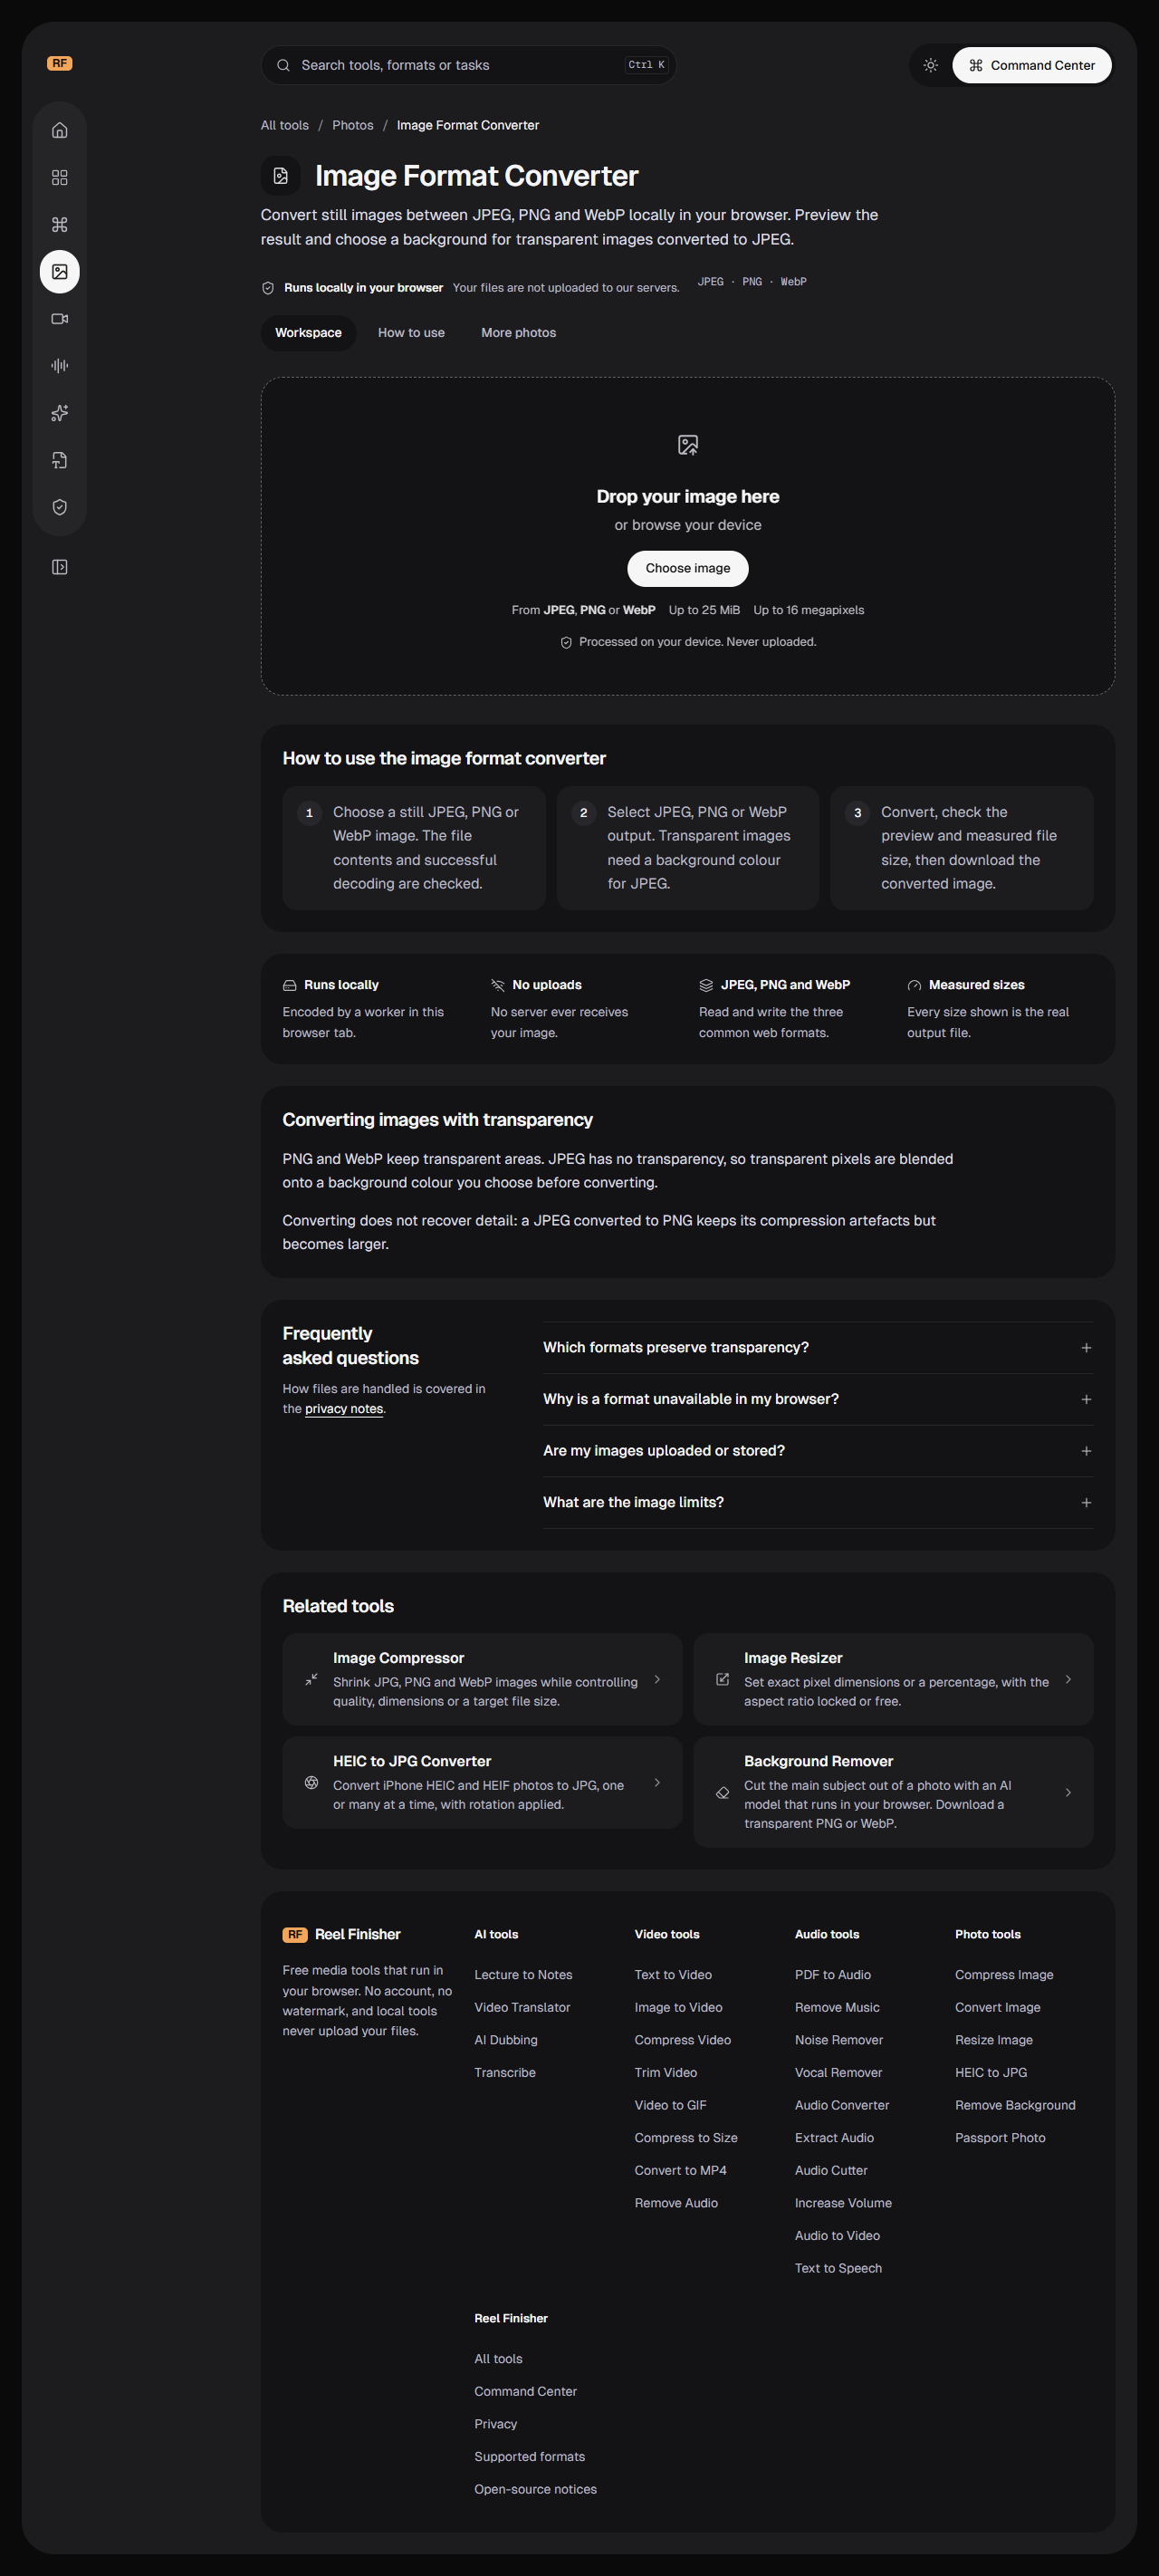 RF
Search tools, formats or tasks
Ctrl K
Command Center
All tools / Photos / Image Format Converter
Image Format Converter
Convert still images between JPEG, PNG and WebP locally in your browser. Preview the
result and choose a background for transparent images converted to JPEG.
Runs locally in your browser Your files are not uploaded to our servers. JPEG · PNG · WebP
Workspace How to use More photos
Drop your image here
or browse your device
Choose image
From JPEG, PNG or WebP Up to 25 MiB Up to 16 megapixels
Processed on your device. Never uploaded.
How to use the image format converter
1
Choose a still JPEG, PNG or
WebP image. The file
contents and successful
decoding are checked.
2
Select JPEG, PNG or WebP
output. Transparent images
need a background colour
for JPEG.
3
Convert, check the
preview and measured file
size, then download the
converted image.
Runs locally
Encoded by a worker in this
browser tab.
No uploads
No server ever receives
your image.
JPEG, PNG and WebP
Read and write the three
common web formats.
Measured sizes
Every size shown is the real
output file.
Converting images with transparency
PNG and WebP keep transparent areas. JPEG has no transparency, so transparent pixels are blended
onto a background colour you choose before converting.
Converting does not recover detail: a JPEG converted to PNG keeps its compression artefacts but
becomes larger.
Frequently
asked questions
How files are handled is covered in
the privacy notes.
Which formats preserve transparency?
Why is a format unavailable in my browser?
Are my images uploaded or stored?
What are the image limits?
Related tools
Image Compressor
Shrink JPG, PNG and WebP images while controlling
quality, dimensions or a target file size.
Image Resizer
Set exact pixel dimensions or a percentage, with the
aspect ratio locked or free.
HEIC to JPG Converter
Convert iPhone HEIC and HEIF photos to JPG, one
or many at a time, with rotation applied.
Background Remover
Cut the main subject out of a photo with an AI
model that runs in your browser. Download a
transparent PNG or WebP.
RF Reel Finisher
Free media tools that run in
your browser. No account, no
watermark, and local tools
never upload your files.
AI tools
Lecture to Notes
Video Translator
AI Dubbing
Transcribe
Video tools
Text to Video
Image to Video
Compress Video
Trim Video
Video to GIF
Compress to Size
Convert to MP4
Remove Audio
Audio tools
PDF to Audio
Remove Music
Noise Remover
Vocal Remover
Audio Converter
Extract Audio
Audio Cutter
Increase Volume
Audio to Video
Text to Speech
Photo tools
Compress Image
Convert Image
Resize Image
HEIC to JPG
Remove Background
Passport Photo
Reel Finisher
All tools
Command Center
Privacy
Supported formats
Open-source notices